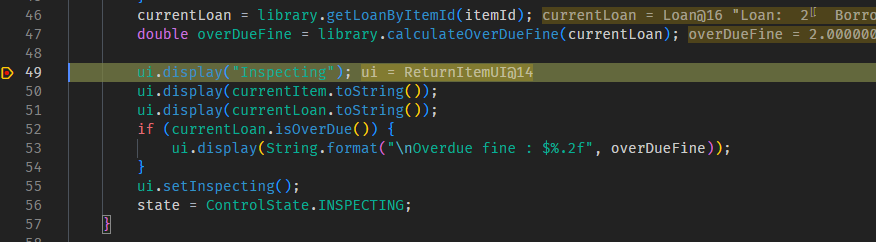 46 currentLoan = library.getLoanByItemId(itemId); currentLoan = Loan@16 "Loan: 2 Borro
47 double overDueFine = library.calculateOverDueFine(currentLoan); overDueFine = 2.000000
48
49 ui.display("Inspecting"); ui = ReturnItemUI@14
50 ui.display(currentItem.toString());
51 ui.display(currentLoan.toString());
52 if (currentLoan.isOverDue()) {
53 ui.display(String.format("\nOverdue fine : $%.2f", overDueFine));
54 }
55 ui.setInspecting();
56 state = ControlState.INSPECTING;
57 }